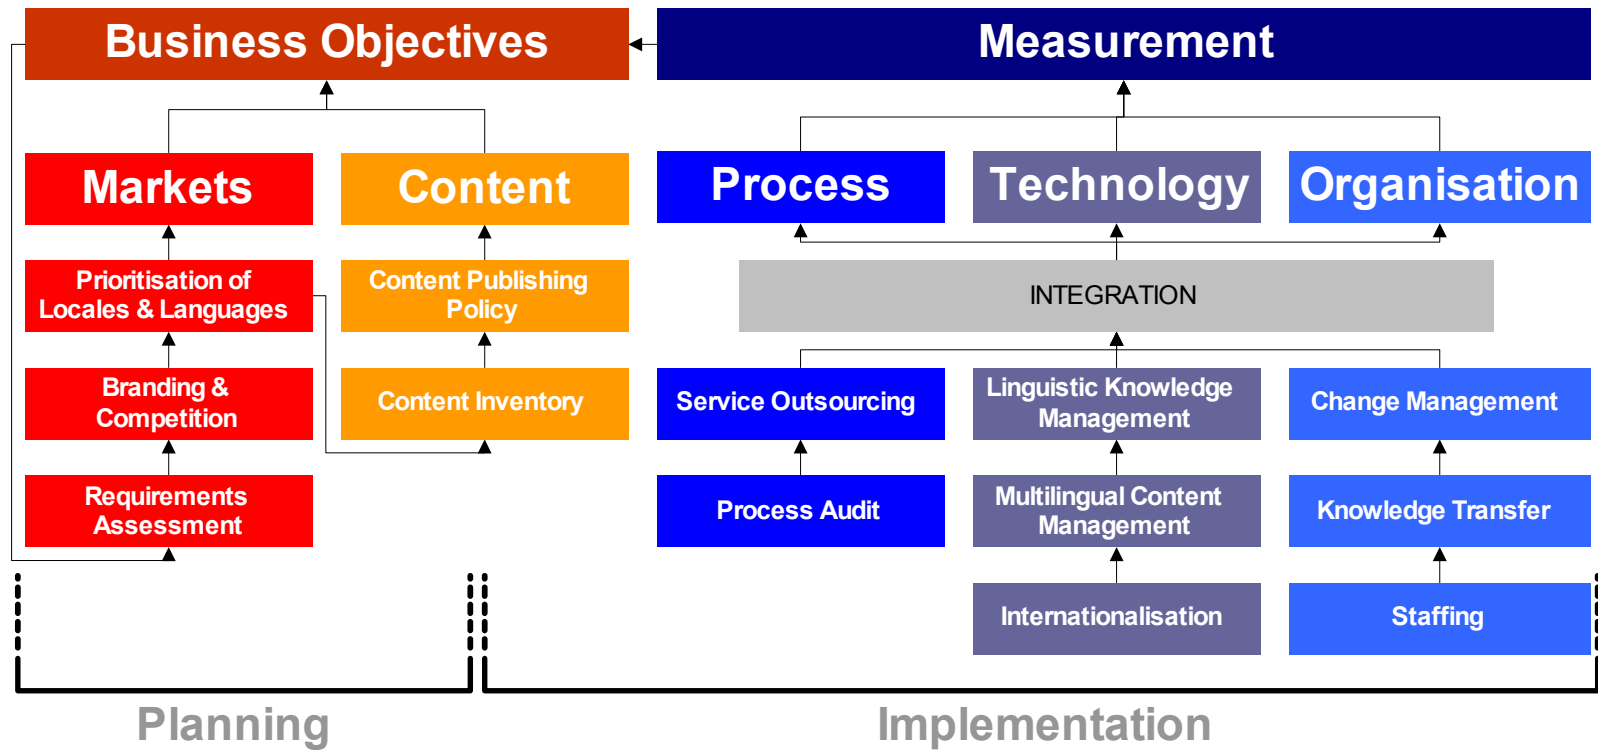 Business Objectives
Measurement
Markets
Content
Process
Technology
Organisation
Prioritisation of
Locales & Languages
Content Publishing
Policy
INTEGRATION
Branding &
Competition
Content Inventory
Service Outsourcing
Linguistic Knowledge
Management
Change Management
Requirements
Assessment
Process Audit
Multilingual Content
Management
Knowledge Transfer
Internationalisation
Staffing
Planning
Implementation